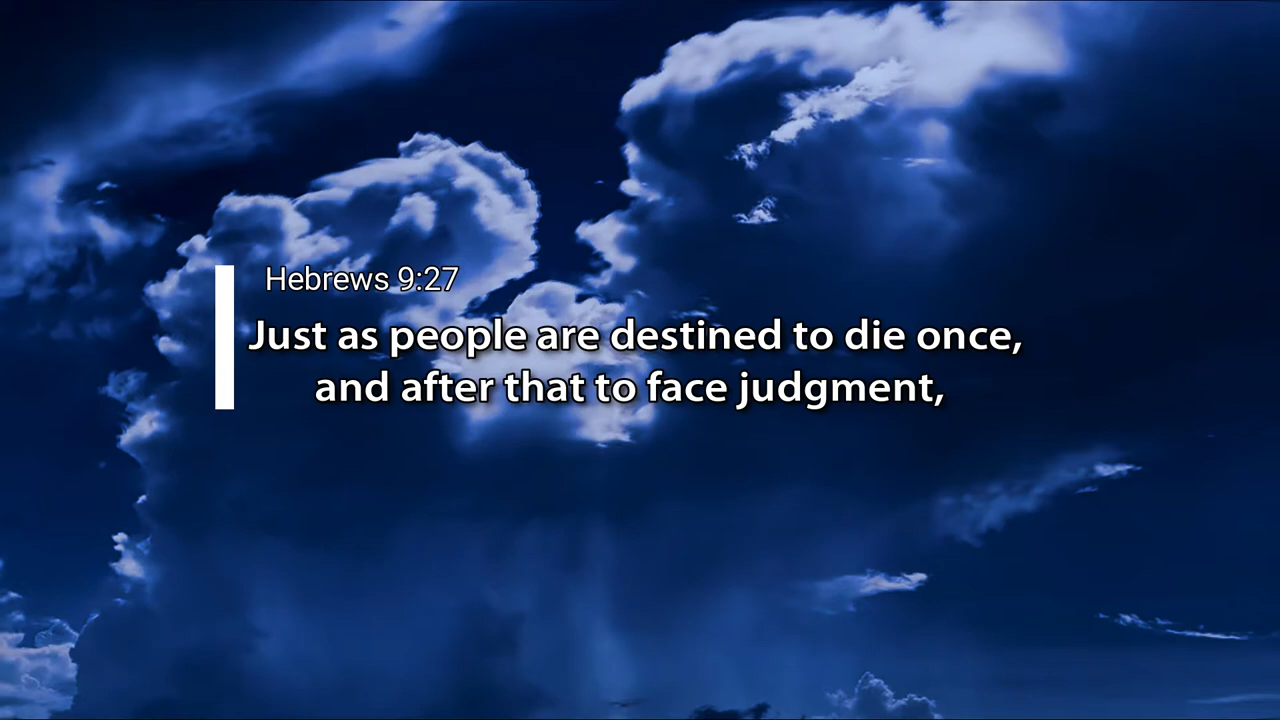 Hebrews 9:27
Just as people are destined to die once,
and after that to face judgment,